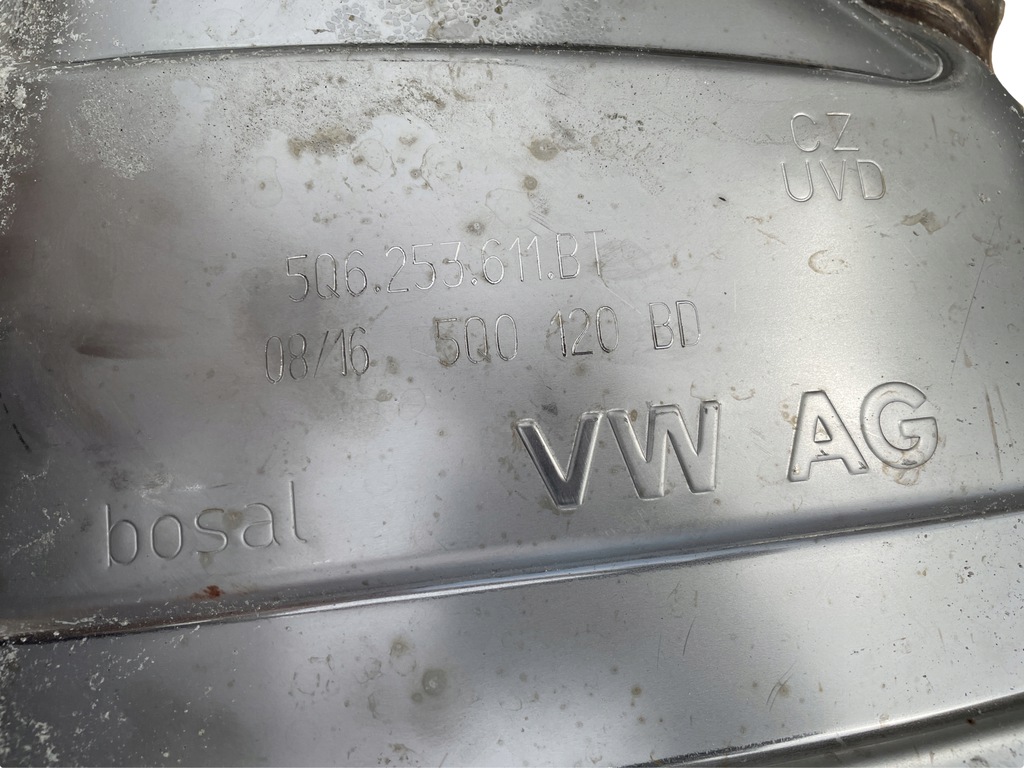 CZ
UVD
5Q6.253.611.BT
08/16 5Q0 120 BD
VW AG
bosal